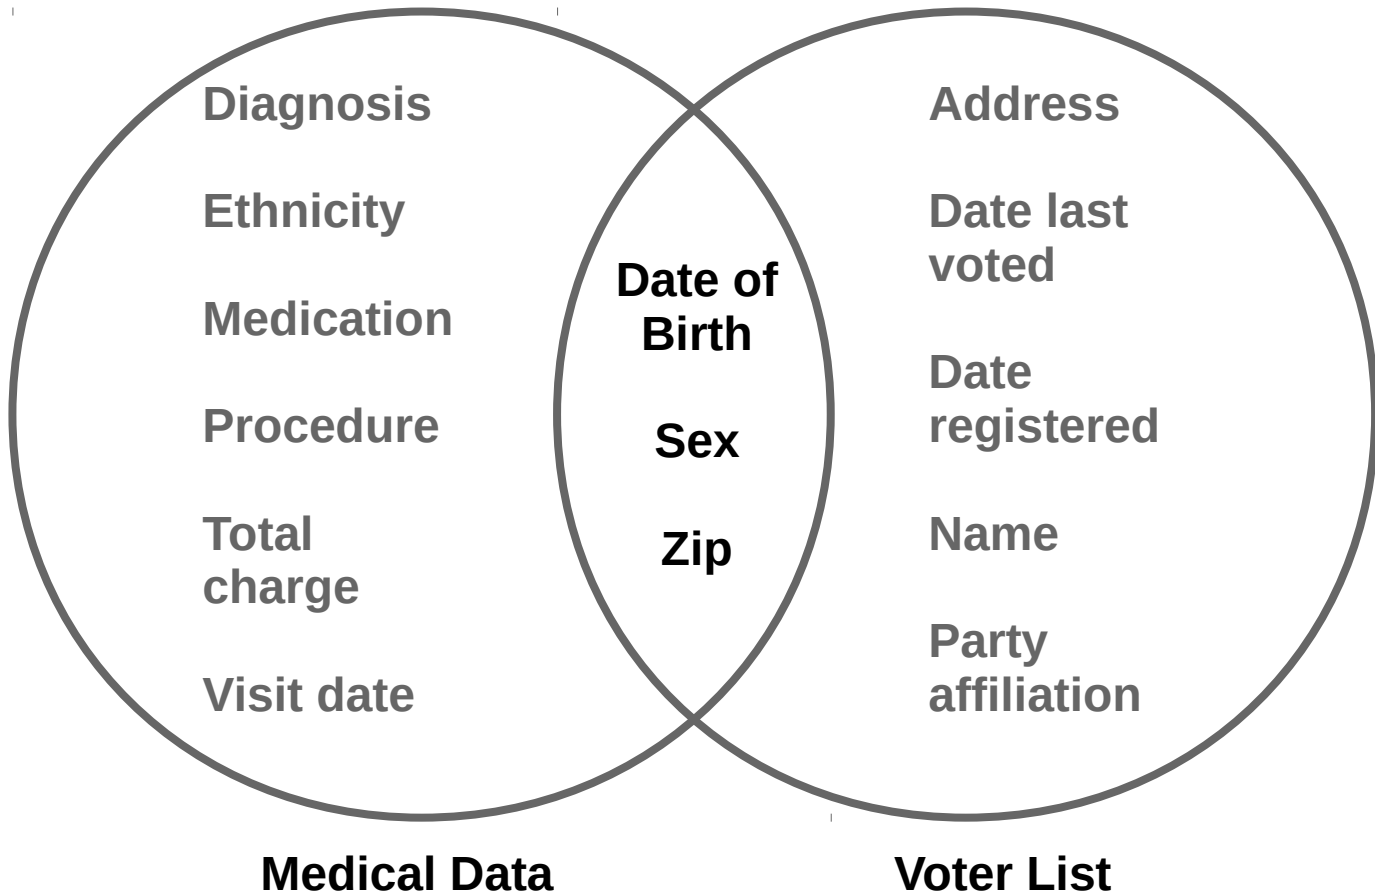 Diagnosis
Ethnicity
Medication
Procedure
Total
charge
Visit date
Date of
Birth
Sex
Zip
Address
Date last
voted
Date
registered
Name
Party
affiliation
Medical Data
Voter List